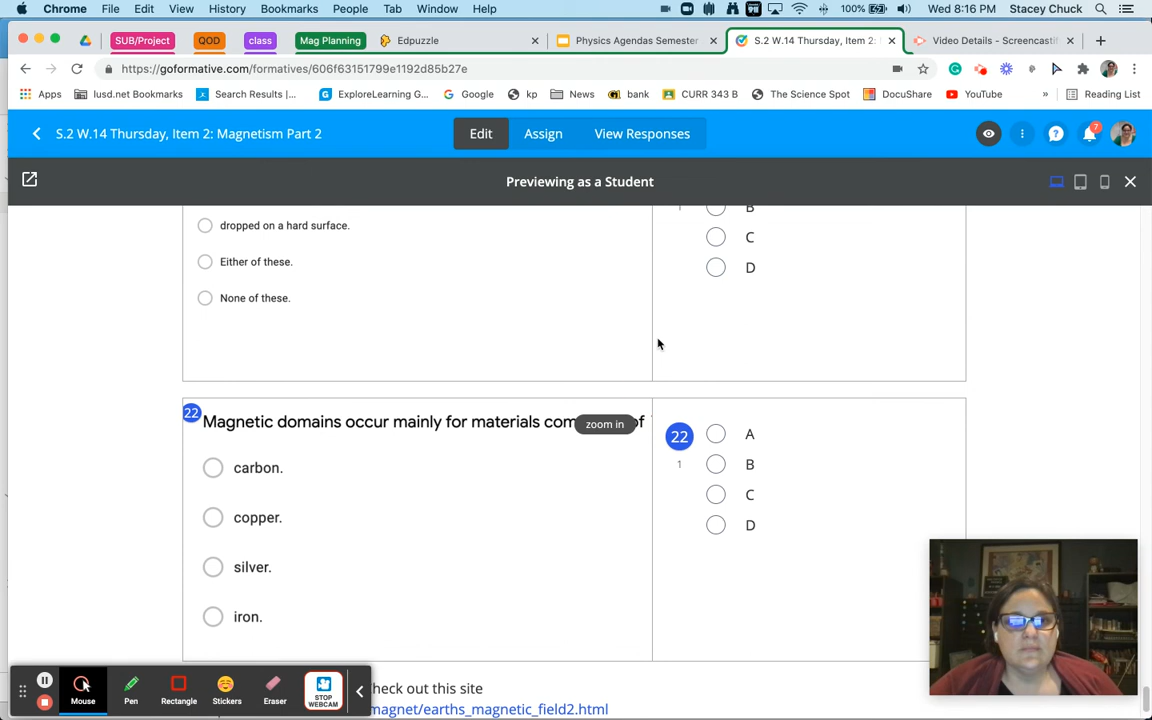 Chrome File Edit View History Bookmarks People Tab Window Help 100% Wed 8:16 PM Stacey Chuck
SUB/Project QOD class Mag Planning Edpuzzle Physics Agendas Semester S.2 W.14 Thursday, Item 2: Video Details - Screencastif
https://goformative.com/formatives/606f63151799e1192d85b27e
Apps lusd.net Bookmarks Search Results |... ExploreLearning G... Google kp News bank CURR 343 B The Science Spot DocuShare YouTube » Reading List
S.2 W.14 Thursday, Item 2: Magnetism Part 2 Edit Assign View Responses 7
Previewing as a Student
dropped on a hard surface.
Either of these.
None of these.
1 B
C
D
22 Magnetic domains occur mainly for materials com of
zoom in
carbon.
copper.
silver.
iron.
22 A
1 B
C
D
heck out this site
magnet/earths_magnetic_field2.html
Mouse Pen Rectangle Stickers Eraser STOP WEBCAM